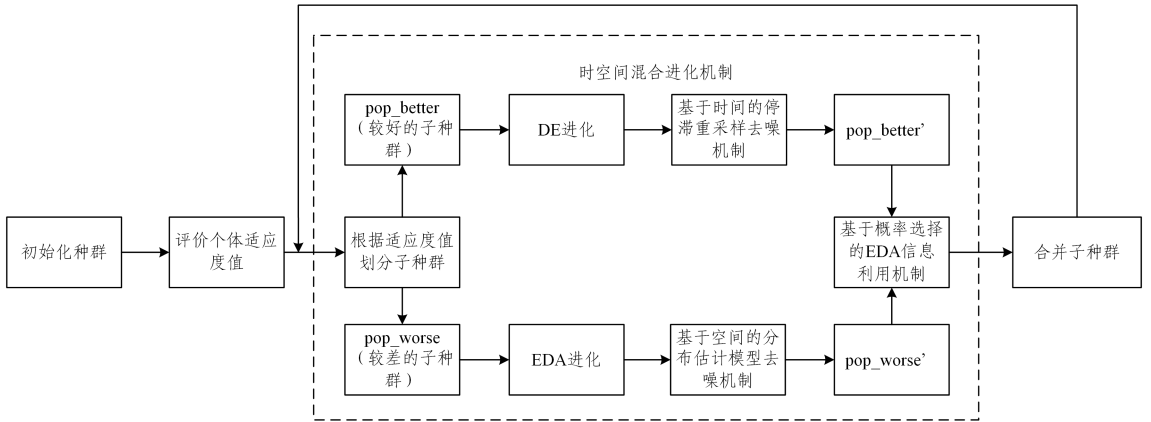 时空间混合进化机制
pop_better
（较好的子种
群）
DE进化
基于时间的停
滞重采样去噪
机制
pop_better’
初始化种群
评价个体适应
度值
根据适应度值
划分子种群
基于概率选择
的EDA信息
利用机制
合并子种群
pop_worse
（较差的子种
群）
EDA进化
基于空间的分
布估计模型去
噪机制
pop_worse’